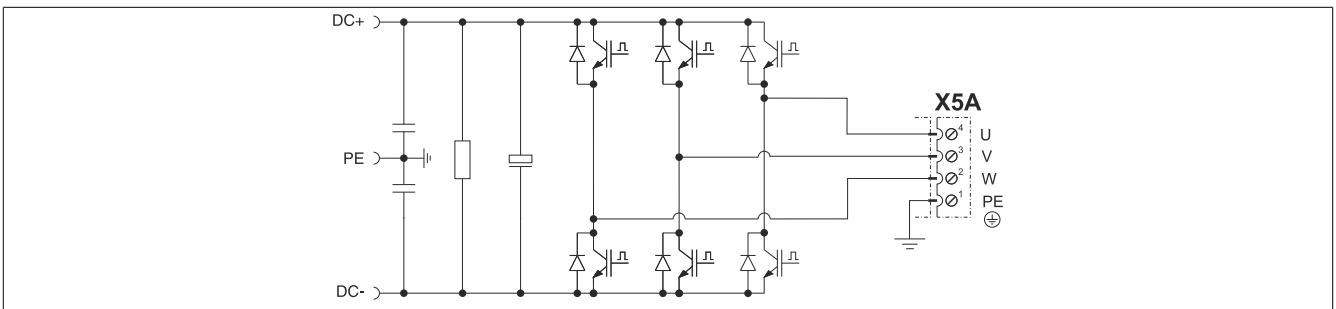 DC+
X5A
4 U
PE
3 V
2 W
1 PE
DC-